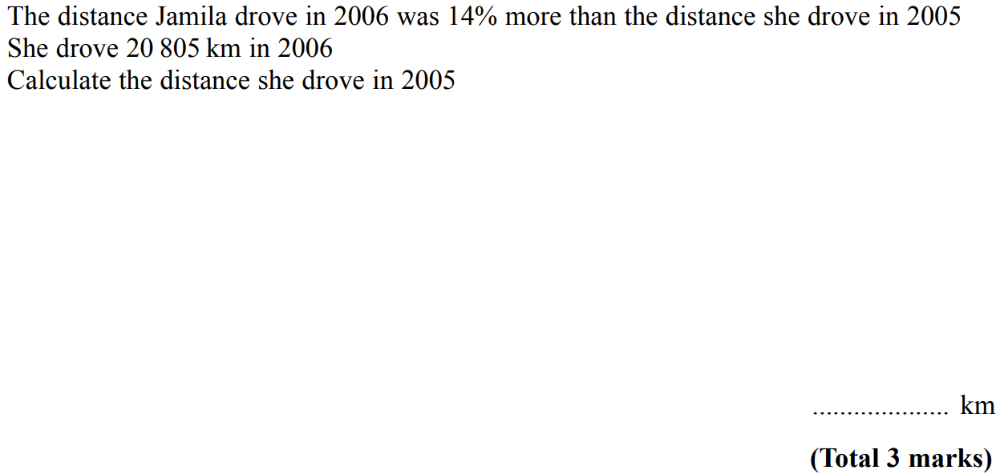 The distance Jamila drove in 2006 was 14% more than the distance she drove in 2005
She drove 20 805 km in 2006
Calculate the distance she drove in 2005
................... km
(Total 3 marks)